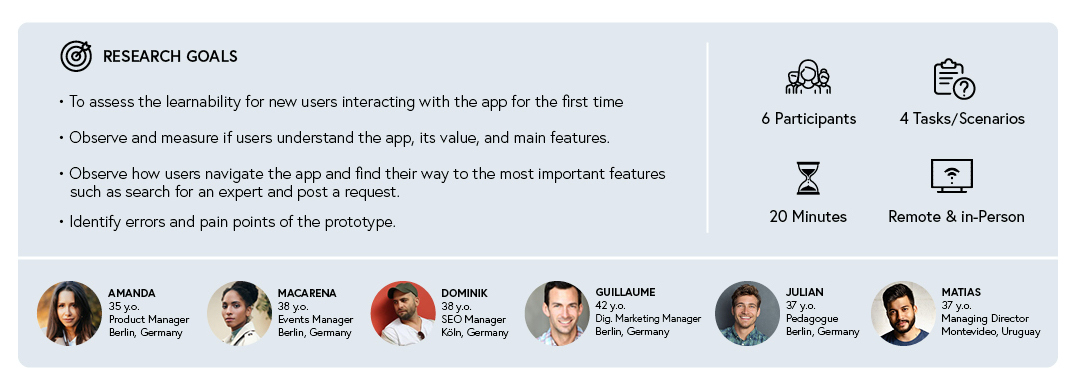 RESEARCH GOALS
• To assess the learnability for new users interacting with the app for the first time
• Observe and measure if users understand the app, its value, and main features.
• Observe how users navigate the app and find their way to the most important features
such as search for an expert and post a request.
• Identify errors and pain points of the prototype.
6 Participants
4 Tasks/Scenarios
20 Minutes
Remote & in-Person
AMANDA
35 y.o.
Product Manager
Berlin, Germany
MACARENA
38 y.o.
Events Manager
Berlin, Germany
DOMINIK
38 y.o.
SEO Manager
Köln, Germany
GUILLAUME
42 y.o.
Dig. Marketing Manager
Berlin, Germany
JULIAN
37 y.o.
Pedagogue
Berlin, Germany
MATIAS
37 y.o.
Managing Director
Montevideo, Uruguay